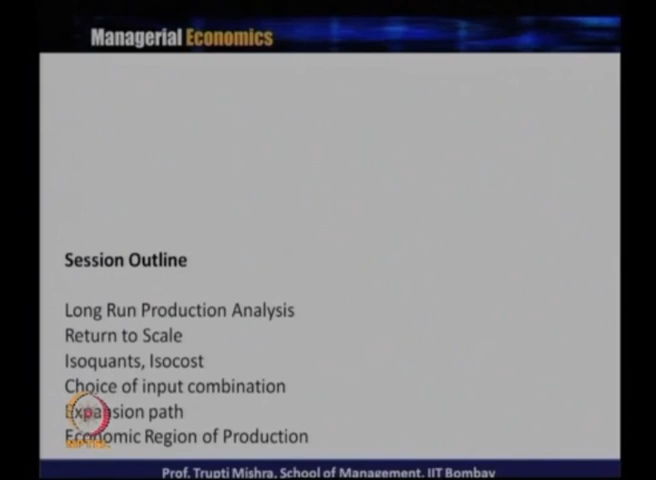 Managerial Economics
Session Outline
Long Run Production Analysis
Return to Scale
Isoquants, Isocost
Choice of input combination
Expansion path
Economic Region of Production
NPTEL
Prof. Trupti Mishra, School of Management, IIT Bombay